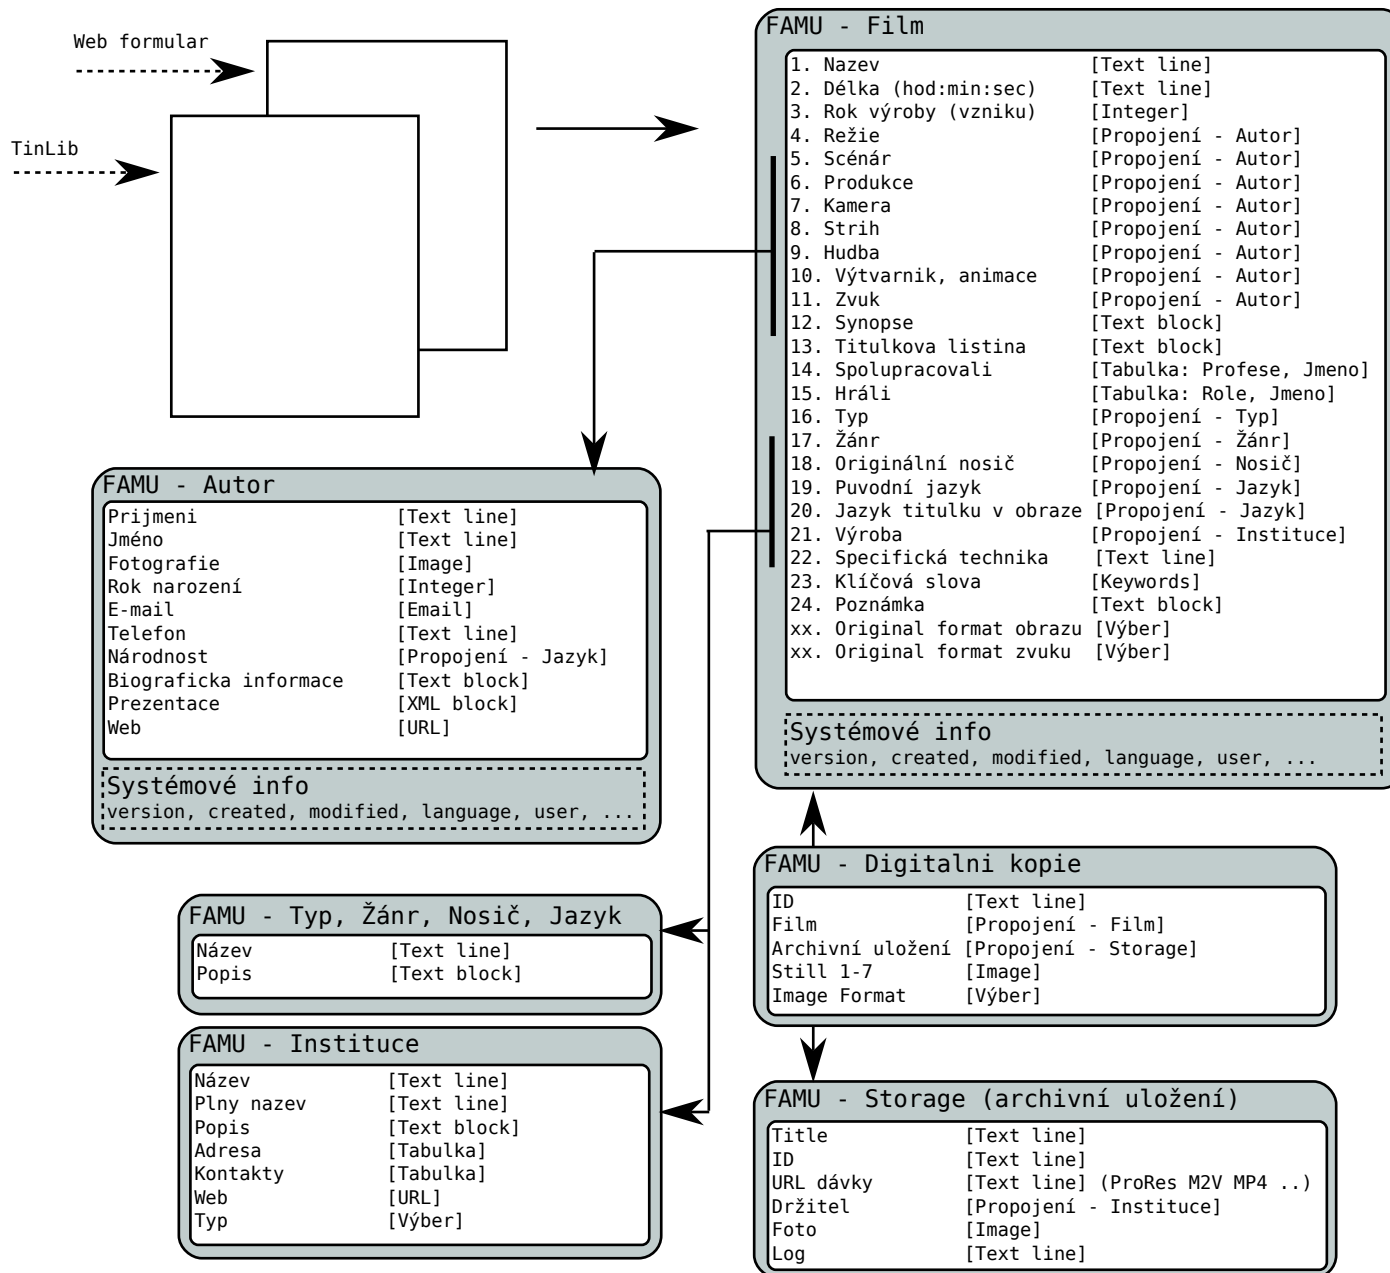 Web formular
TinLib
FAMU - Film
1. Nazev [Text line]
2. Délka (hod:min:sec) [Text line]
3. Rok výroby (vzniku) [Integer]
4. Režie [Propojení - Autor]
5. Scénár [Propojení - Autor]
6. Produkce [Propojení - Autor]
7. Kamera [Propojení - Autor]
8. Strih [Propojení - Autor]
9. Hudba [Propojení - Autor]
10. Výtvarnik, animace [Propojení - Autor]
11. Zvuk [Propojení - Autor]
12. Synopse [Text block]
13. Titulkova listina [Text block]
14. Spolupracovali [Tabulka: Profese, Jmeno]
15. Hráli [Tabulka: Role, Jmeno]
16. Typ [Propojení - Typ]
17. Žánr [Propojení - Žánr]
18. Originální nosič [Propojení - Nosič]
19. Puvodní jazyk [Propojení - Jazyk]
20. Jazyk titulku v obraze [Propojení - Jazyk]
21. Výroba [Propojení - Instituce]
22. Specifická technika [Text line]
23. Klíčová slova [Keywords]
24. Poznámka [Text block]
xx. Original format obrazu [Výber]
xx. Original format zvuku [Výber]
Systémové info
version, created, modified, language, user, ...
FAMU - Autor
Prijmeni [Text line]
Jméno [Text line]
Fotografie [Image]
Rok narození [Integer]
E-mail [Email]
Telefon [Text line]
Národnost [Propojení - Jazyk]
Biograficka informace [Text block]
Prezentace [XML block]
Web [URL]
Systémové info
version, created, modified, language, user, ...
FAMU - Typ, Žánr, Nosič, Jazyk
Název [Text line]
Popis [Text block]
FAMU - Instituce
Název [Text line]
Plny nazev [Text line]
Popis [Text block]
Adresa [Tabulka]
Kontakty [Tabulka]
Web [URL]
Typ [Výber]
FAMU - Digitalni kopie
ID [Text line]
Film [Propojení - Film]
Archivní uložení [Propojení - Storage]
Still 1-7 [Image]
Image Format [Výber]
FAMU - Storage (archivní uložení)
Title [Text line]
ID [Text line]
URL dávky [Text line] (ProRes M2V MP4 ..)
Držitel [Propojení - Instituce]
Foto [Image]
Log [Text line]